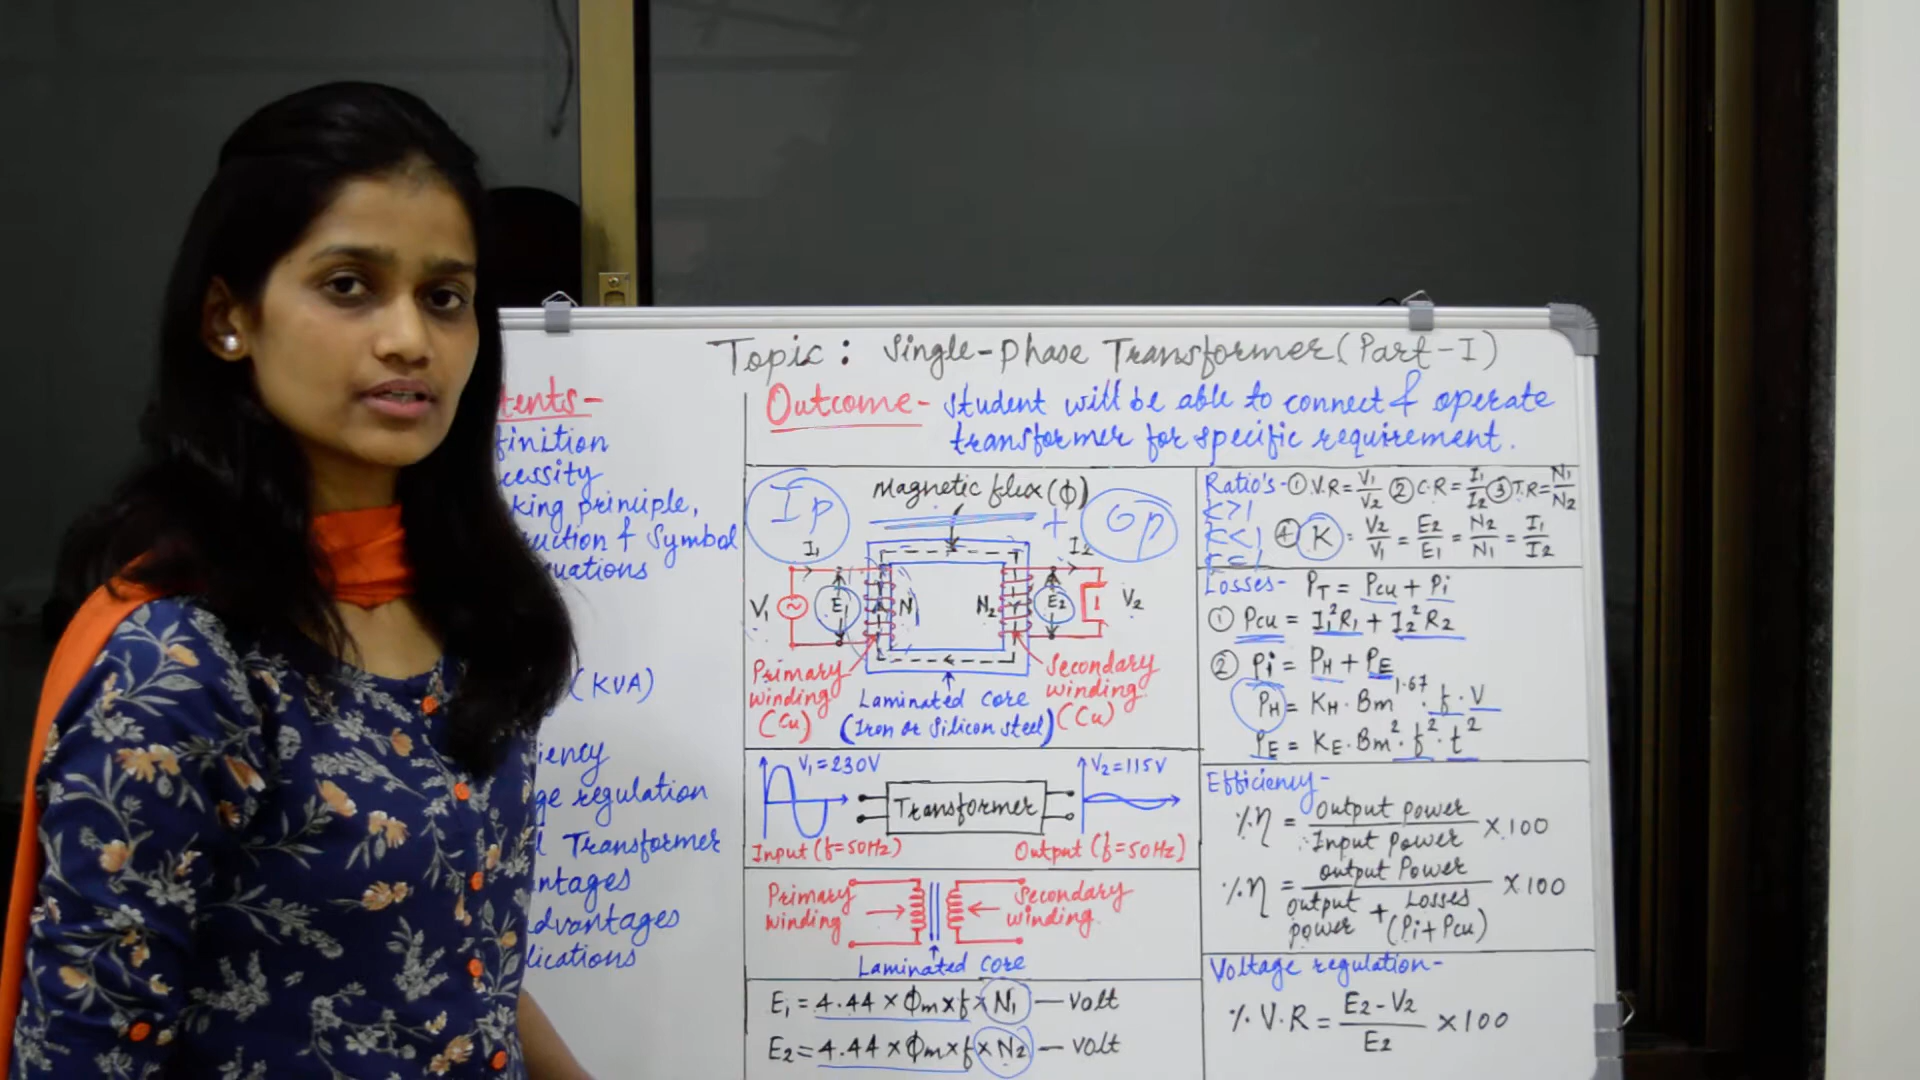 Topic: Single-phase Transformer (Part-I)
tents-
finition
cessity
king principle,
uction & Symbol
quations
(KVA)
iency
ge regulation
l Transformer
ntages
dvantages
lications
Outcome- Student will be able to connect & operate
transformer for specific requirement.
Ip
Magnetic flux (ϕ)
+
Op
I₁
I₂
V₁
E₁
N
N₂
E₂
V₂
Primary
winding
(Cu)
Secondary
winding
(Cu)
Laminated core
(Iron or Silicon steel)
V₁=230V
V₂=115V
Transformer
Input (f=50Hz)
Output (f=50Hz)
Primary
winding
Secondary
winding
Laminated core
E₁ = 4.44 × ϕm × f × N₁ — Volt
E₂ = 4.44 × ϕm × f × N₂ — Volt
Ratio's - ① V.R = V₁/V₂ ② C.R = I₁/I₂ ③ T.R = N₁/N₂
K>1
K<1
K=1
④ K = V₂/V₁ = E₂/E₁ = N₂/N₁ = I₁/I₂
Losses- PT = Pcu + Pi
① Pcu = I₁²R₁ + I₂²R₂
② Pi = PH + PE
PH = KH · Bm^1.67 · f · V
PE = KE · Bm² · f² · t²
Efficiency-
% η = Output power / Input Power × 100
% η = output Power / output power + Losses (Pi + Pcu) × 100
Voltage regulation-
% V.R = E₂ - V₂ / E₂ × 100